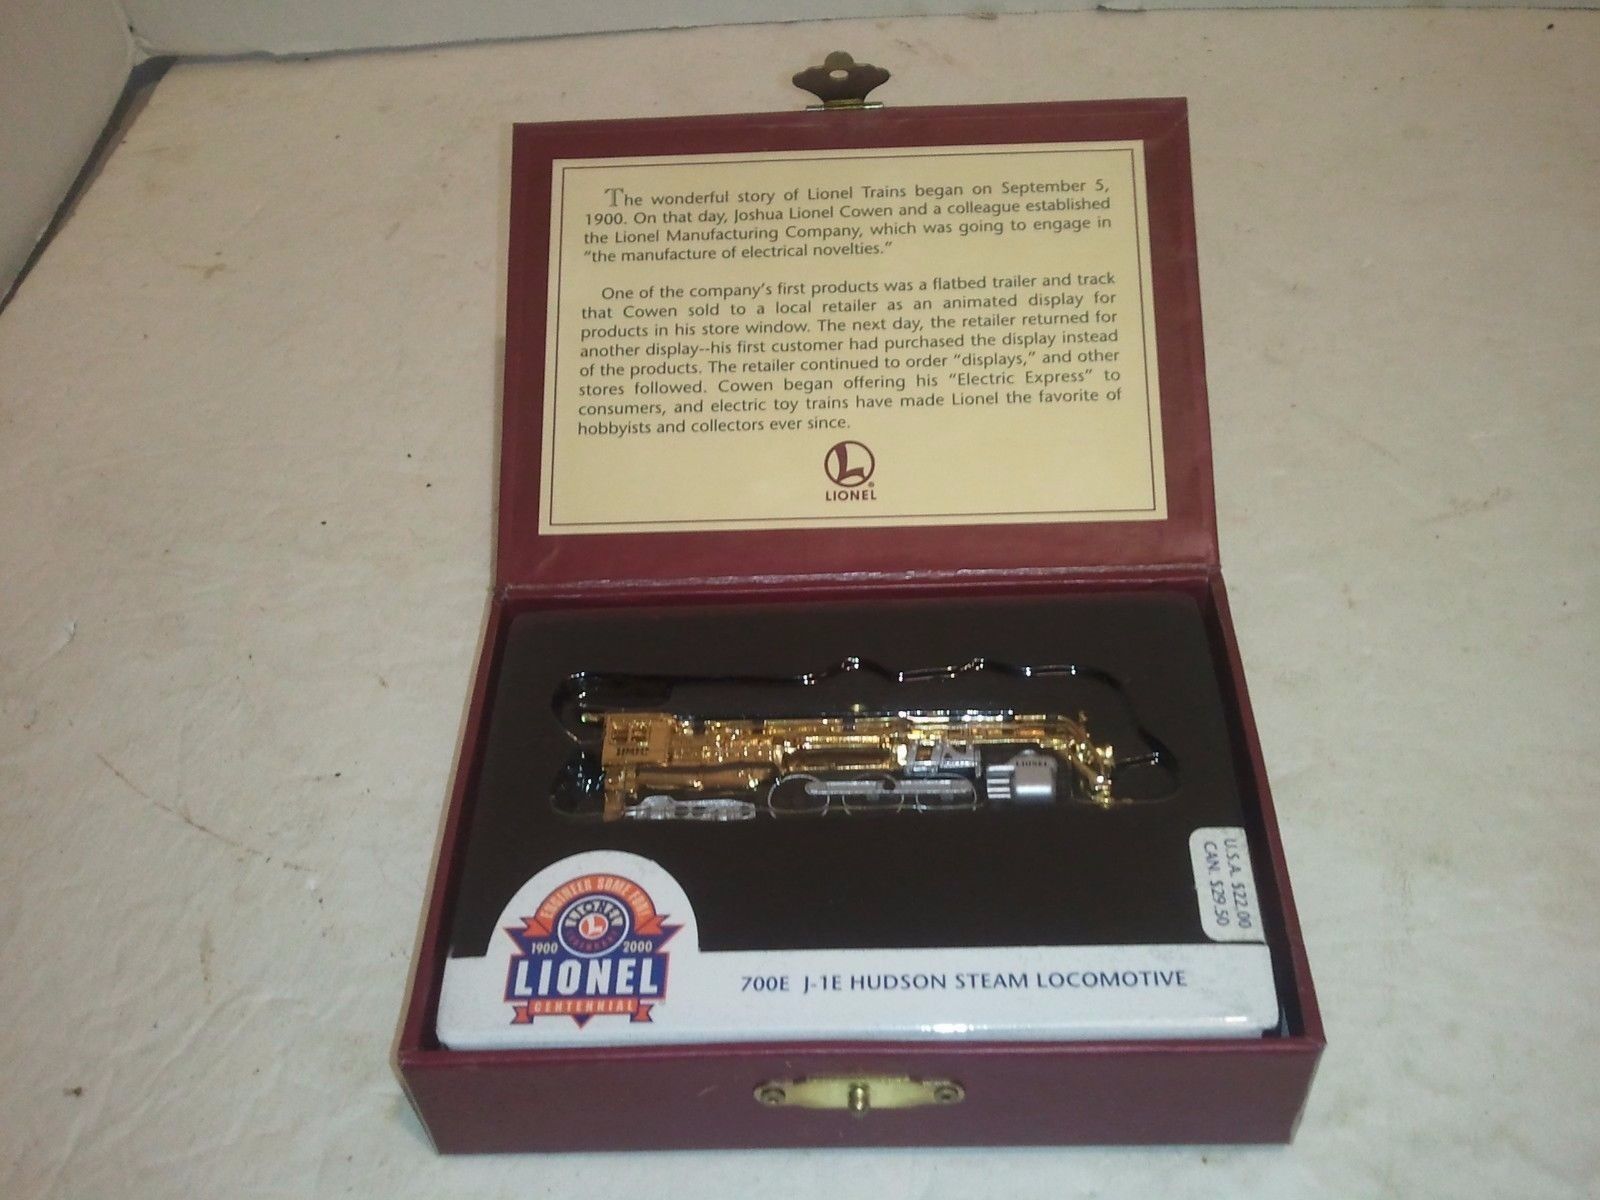 The wonderful story of Lionel Trains began on September 5,
1900. On that day, Joshua Lionel Cowen and a colleague established
the Lionel Manufacturing Company, which was going to engage in
"the manufacture of electrical novelties."
One of the company's first products was a flatbed trailer and track
that Cowen sold to a local retailer as an animated display for
products in his store window. The next day, the retailer returned for
another display--his first customer had purchased the display instead
of the products. The retailer continued to order "displays," and other
stores followed. Cowen began offering his "Electric Express" to
consumers, and electric toy trains have made Lionel the favorite of
hobbyists and collectors ever since.
L
®
LIONEL
LIONEL
U.S.A. $22.00
CAN. $29.50
ENGINEER SOME FUN!
L
1900 2000
LIONEL
CENTENNIAL
700E J-1E HUDSON STEAM LOCOMOTIVE